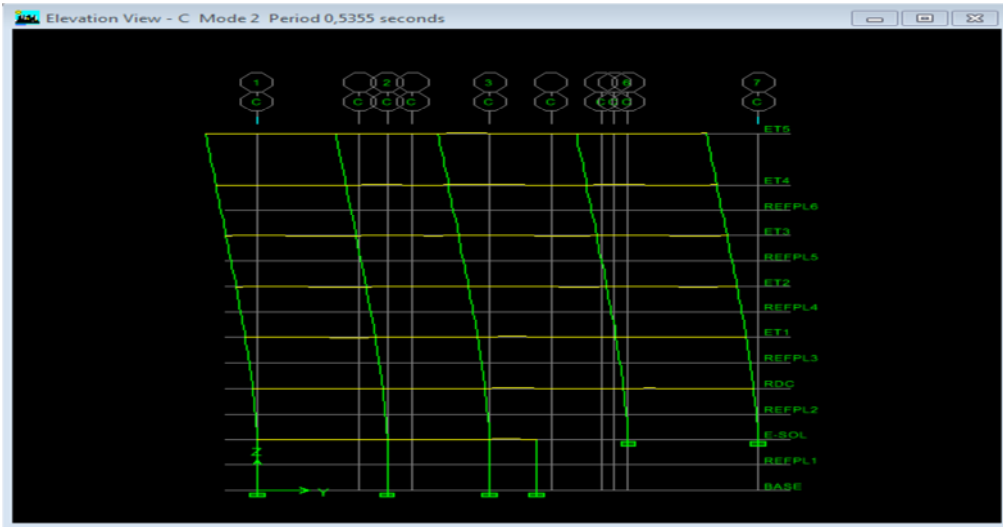 Elevation View - C Mode 2 Period 0,5355 seconds
1 2 3 6 7
C C C C C C C C C C
ET5
ET4
REFPL6
ET3
REFPL5
ET2
REFPL4
ET1
REFPL3
RDC
REFPL2
E-SOL
Z
REFPL1
Y
BASE